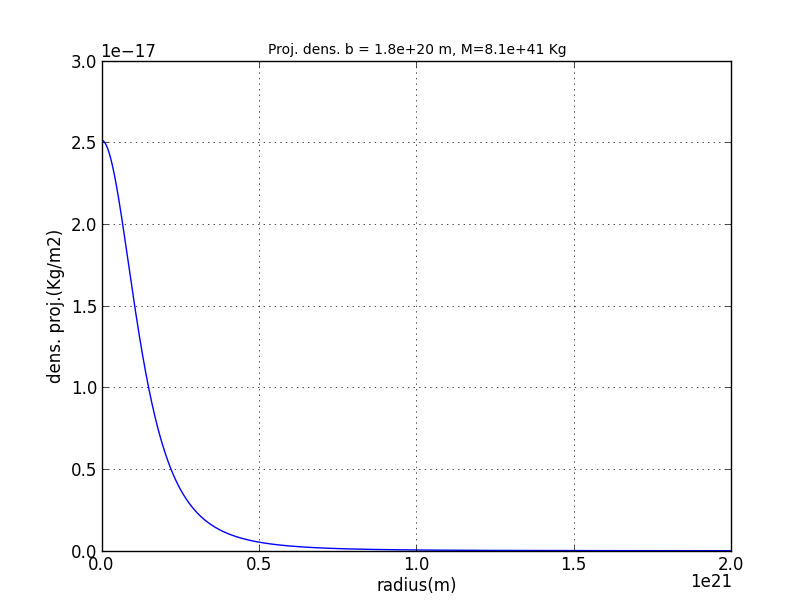 1e−17
Proj. dens. b = 1.8e+20 m, M=8.1e+41 Kg
3.0
2.5
2.0
1.5
1.0
0.5
0.0
dens. proj.(Kg/m2)
0.0 0.5 1.0 1.5 2.0
1e21
radius(m)